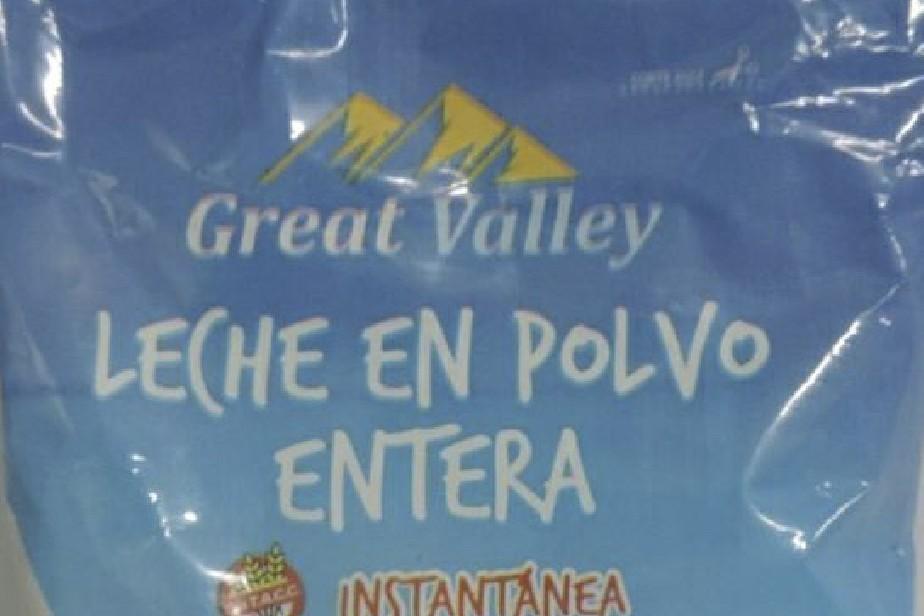 Great Valley
LECHE EN POLVO
ENTERA
INSTANTÁNEA